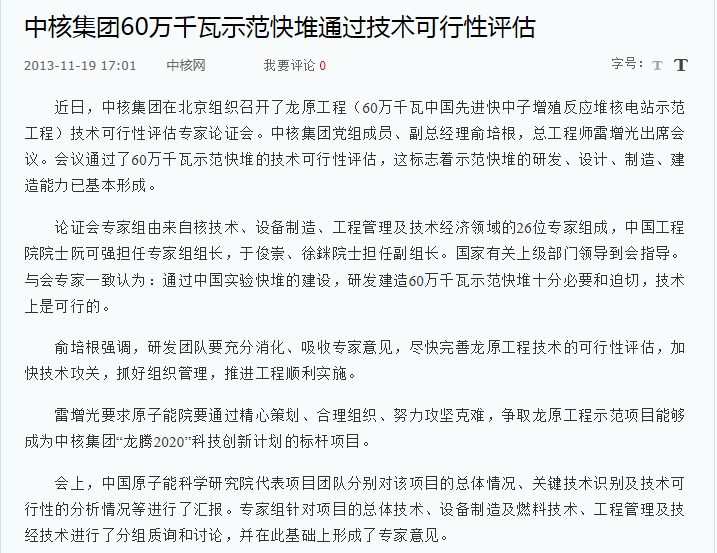 中核集团60万千瓦示范快堆通过技术可行性评估
2013-11-19 17:01 中核网 我要评论 0 字号： T T
近日，中核集团在北京组织召开了龙原工程（60万千瓦中国先进快中子增殖反应堆核电站示范
工程）技术可行性评估专家论证会。中核集团党组成员、副总经理俞培根，总工程师雷增光出席会
议。会议通过了60万千瓦示范快堆的技术可行性评估，这标志着示范快堆的研发、设计、制造、建
造能力已基本形成。
论证会专家组由来自核技术、设备制造、工程管理及技术经济领域的26位专家组成，中国工程
院院士阮可强担任专家组组长，于俊崇、徐銤院士担任副组长。国家有关上级部门领导到会指导。
与会专家一致认为：通过中国实验快堆的建设，研发建造60万千瓦示范快堆十分必要和迫切，技术
上是可行的。
俞培根强调，研发团队要充分消化、吸收专家意见，尽快完善龙原工程技术的可行性评估，加
快技术攻关，抓好组织管理，推进工程顺利实施。
雷增光要求原子能院要通过精心策划、合理组织、努力攻坚克难，争取龙原工程示范项目能够
成为中核集团“龙腾2020”科技创新计划的标杆项目。
会上，中国原子能科学研究院代表项目团队分别对该项目的总体情况、关键技术识别及技术可
行性的分析情况等进行了汇报。专家组针对项目的总体技术、设备制造及燃料技术、工程管理及技
经技术进行了分组质询和讨论，并在此基础上形成了专家意见。